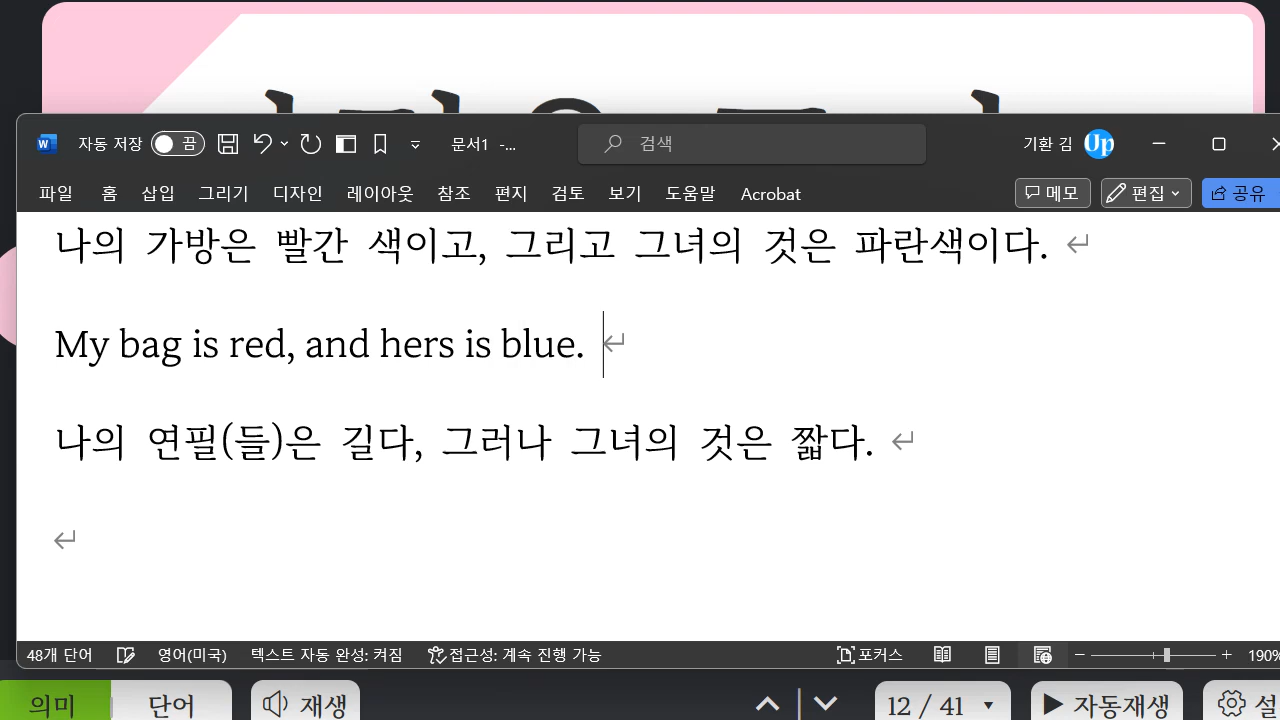 자동 저장 끔 문서1 -... 검색 기환 김 Up
파일 홈 삽입 그리기 디자인 레이아웃 참조 편지 검토 보기 도움말 Acrobat 메모 편집 공유
나의 가방은 빨간 색이고, 그리고 그녀의 것은 파란색이다.
My bag is red, and hers is blue.
나의 연필(들)은 길다, 그러나 그녀의 것은 짧다.
48개 단어 영어(미국) 텍스트 자동 완성: 켜짐 접근성: 계속 진행 가능 포커스 190%
의미 단어 재생 12 / 41 자동재생 설